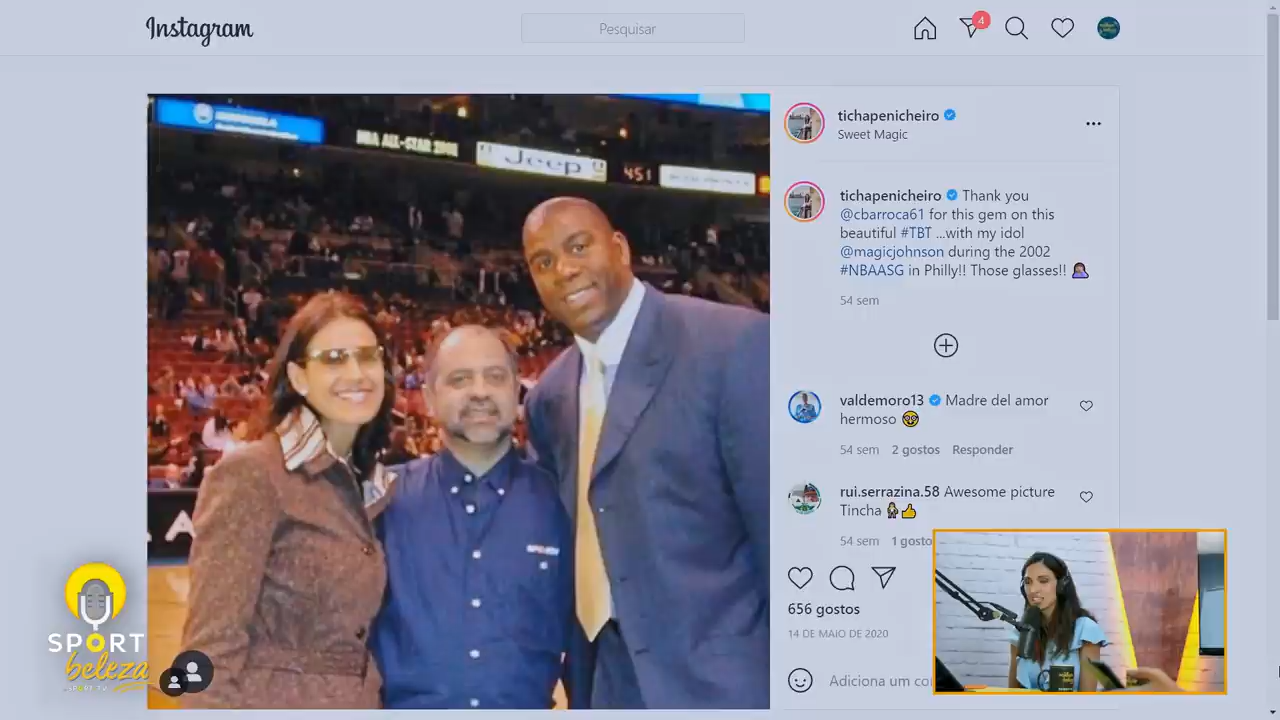 Instagram
Pesquisar
4
NBA ALL-STAR
Jeep
451
tichapenicheiro
Sweet Magic
tichapenicheiro Thank you
@cbarroca61 for this gem on this
beautiful #TBT ...with my idol
@magicjohnson during the 2002
#NBAASG in Philly!! Those glasses!! 🤦🏽‍♀️
54 sem
valdemoro13 Madre del amor
hermoso 🤓
54 sem 2 gostos Responder
rui.serrazina.58 Awesome picture
Tincha
54 sem 1 gosto
656 gostos
14 DE MAIO DE 2020
Adiciona um co
SPORT
beleza
SPORT TV